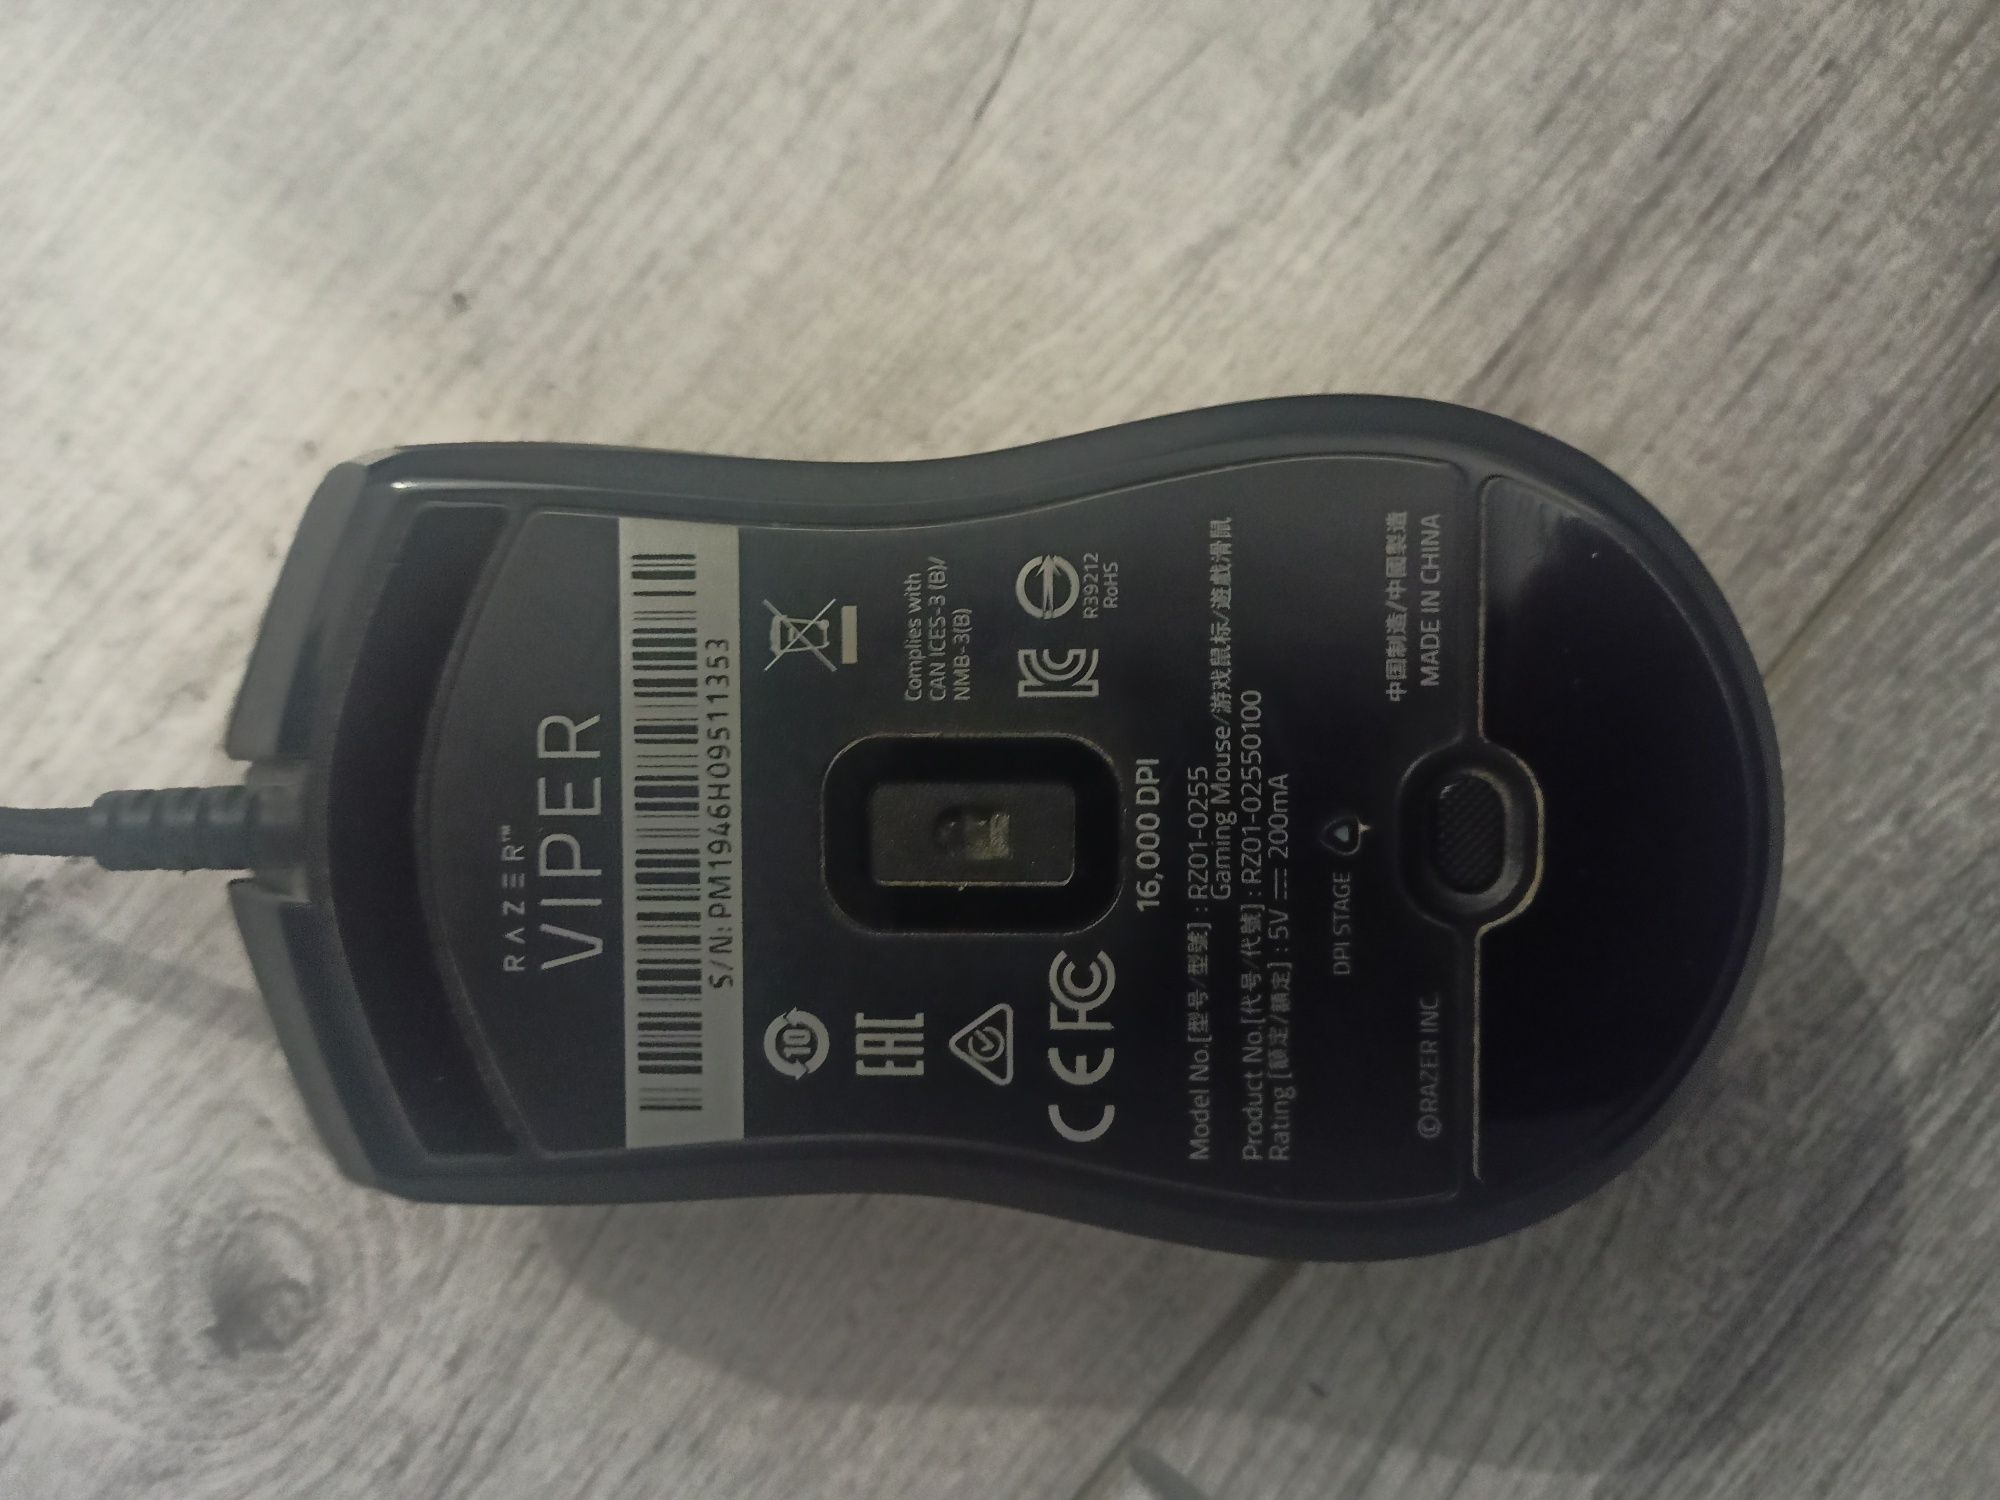 RAZER™
VIPER
S/N: PM1946H09511353
10
EAC
CE FC
Complies with
CAN ICES-3 (B)/
NMB-3(B)
R39212
RoHS
16,000 DPI
Model No.[型号/型號] : RZ01-0255
Gaming Mouse/游戏鼠标/遊戲滑鼠
Product No.[代号/代號] : RZ01-02550100
Rating [额定/額定] : 5V ⎓ 200mA
DPI STAGE
©RAZER INC.
中国制造/中國製造
MADE IN CHINA